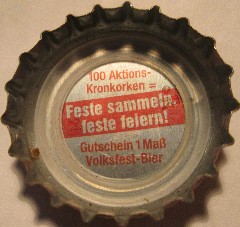 100 Aktions-
Kronkorken =
Feste sammeln,
feste feiern!
Gutschein 1 Maß
Volksfest-Bier